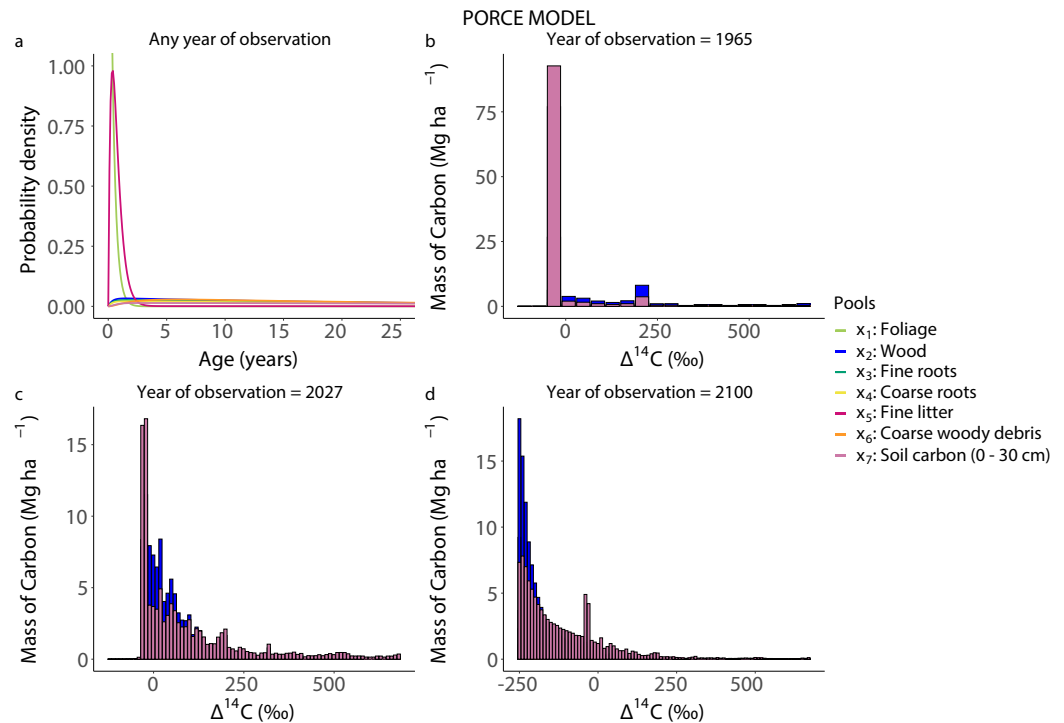 PORCE MODEL
a
Any year of observation
Probability density
1.00
0.75
0.50
0.25
0.00
0
5
10
15
20
25
Age (years)
b
Year of observation = 1965
Mass of Carbon (Mg ha ⁻¹)
75
50
25
0
0
250
500
Δ¹⁴C (‰)
c
Year of observation = 2027
Mass of Carbon (Mg ha ⁻¹)
15
10
5
0
0
250
500
Δ¹⁴C (‰)
d
Year of observation = 2100
Mass of Carbon (Mg ha ⁻¹)
15
10
5
0
-250
0
250
500
Δ¹⁴C (‰)
Pools
x₁: Foliage
x₂: Wood
x₃: Fine roots
x₄: Coarse roots
x₅: Fine litter
x₆: Coarse woody debris
x₇: Soil carbon (0 - 30 cm)